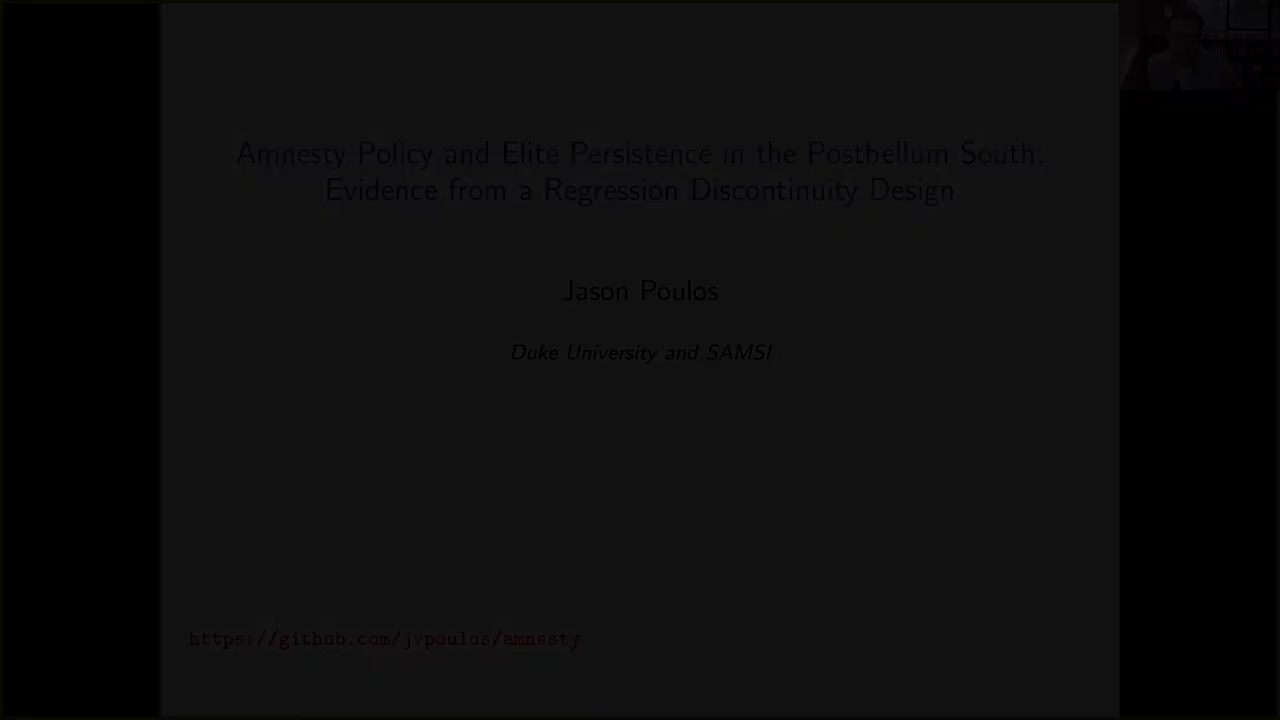 Amnesty Policy and Elite Persistence in the Postbellum South:
Evidence from a Regression Discontinuity Design
Jason Poulos
Duke University and SAMSI
https://github.com/jvpoulos/amnesty